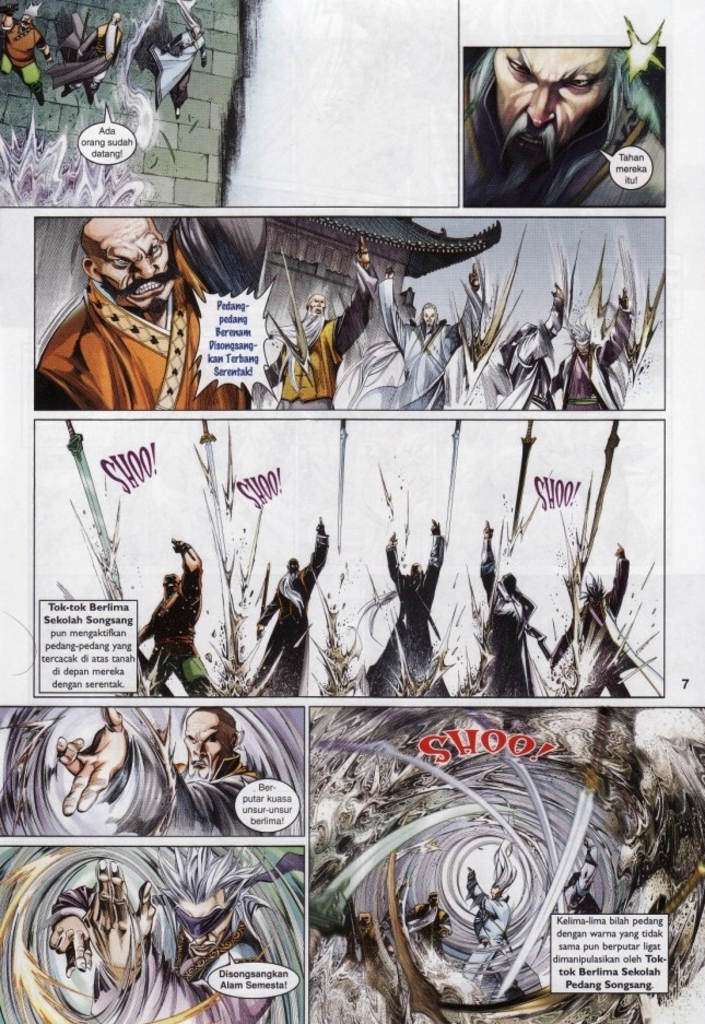 Ada
orang sudah
datang!
Tahan
mereka
itu!
Pedang-
pedang
Berenam
Disongsang-
kan Terbang
Serentak!
SHOO!
SHOO!
SHOO!
Tok-tok Berlima
Sekolah Songsang
pun mengaktifkan
pedang-pedang yang
tercacak di atas tanah
di depan mereka
dengan serentak.
7
Ber-
putar kuasa
unsur-unsur
berlima!
Disongsangkan
Alam Semesta!
SHOO!
Kelima-lima bilah pedang
dengan warna yang tidak
sama pun berputar ligat
dimanipulasikan oleh Tok-
tok Berlima Sekolah
Pedang Songsang.